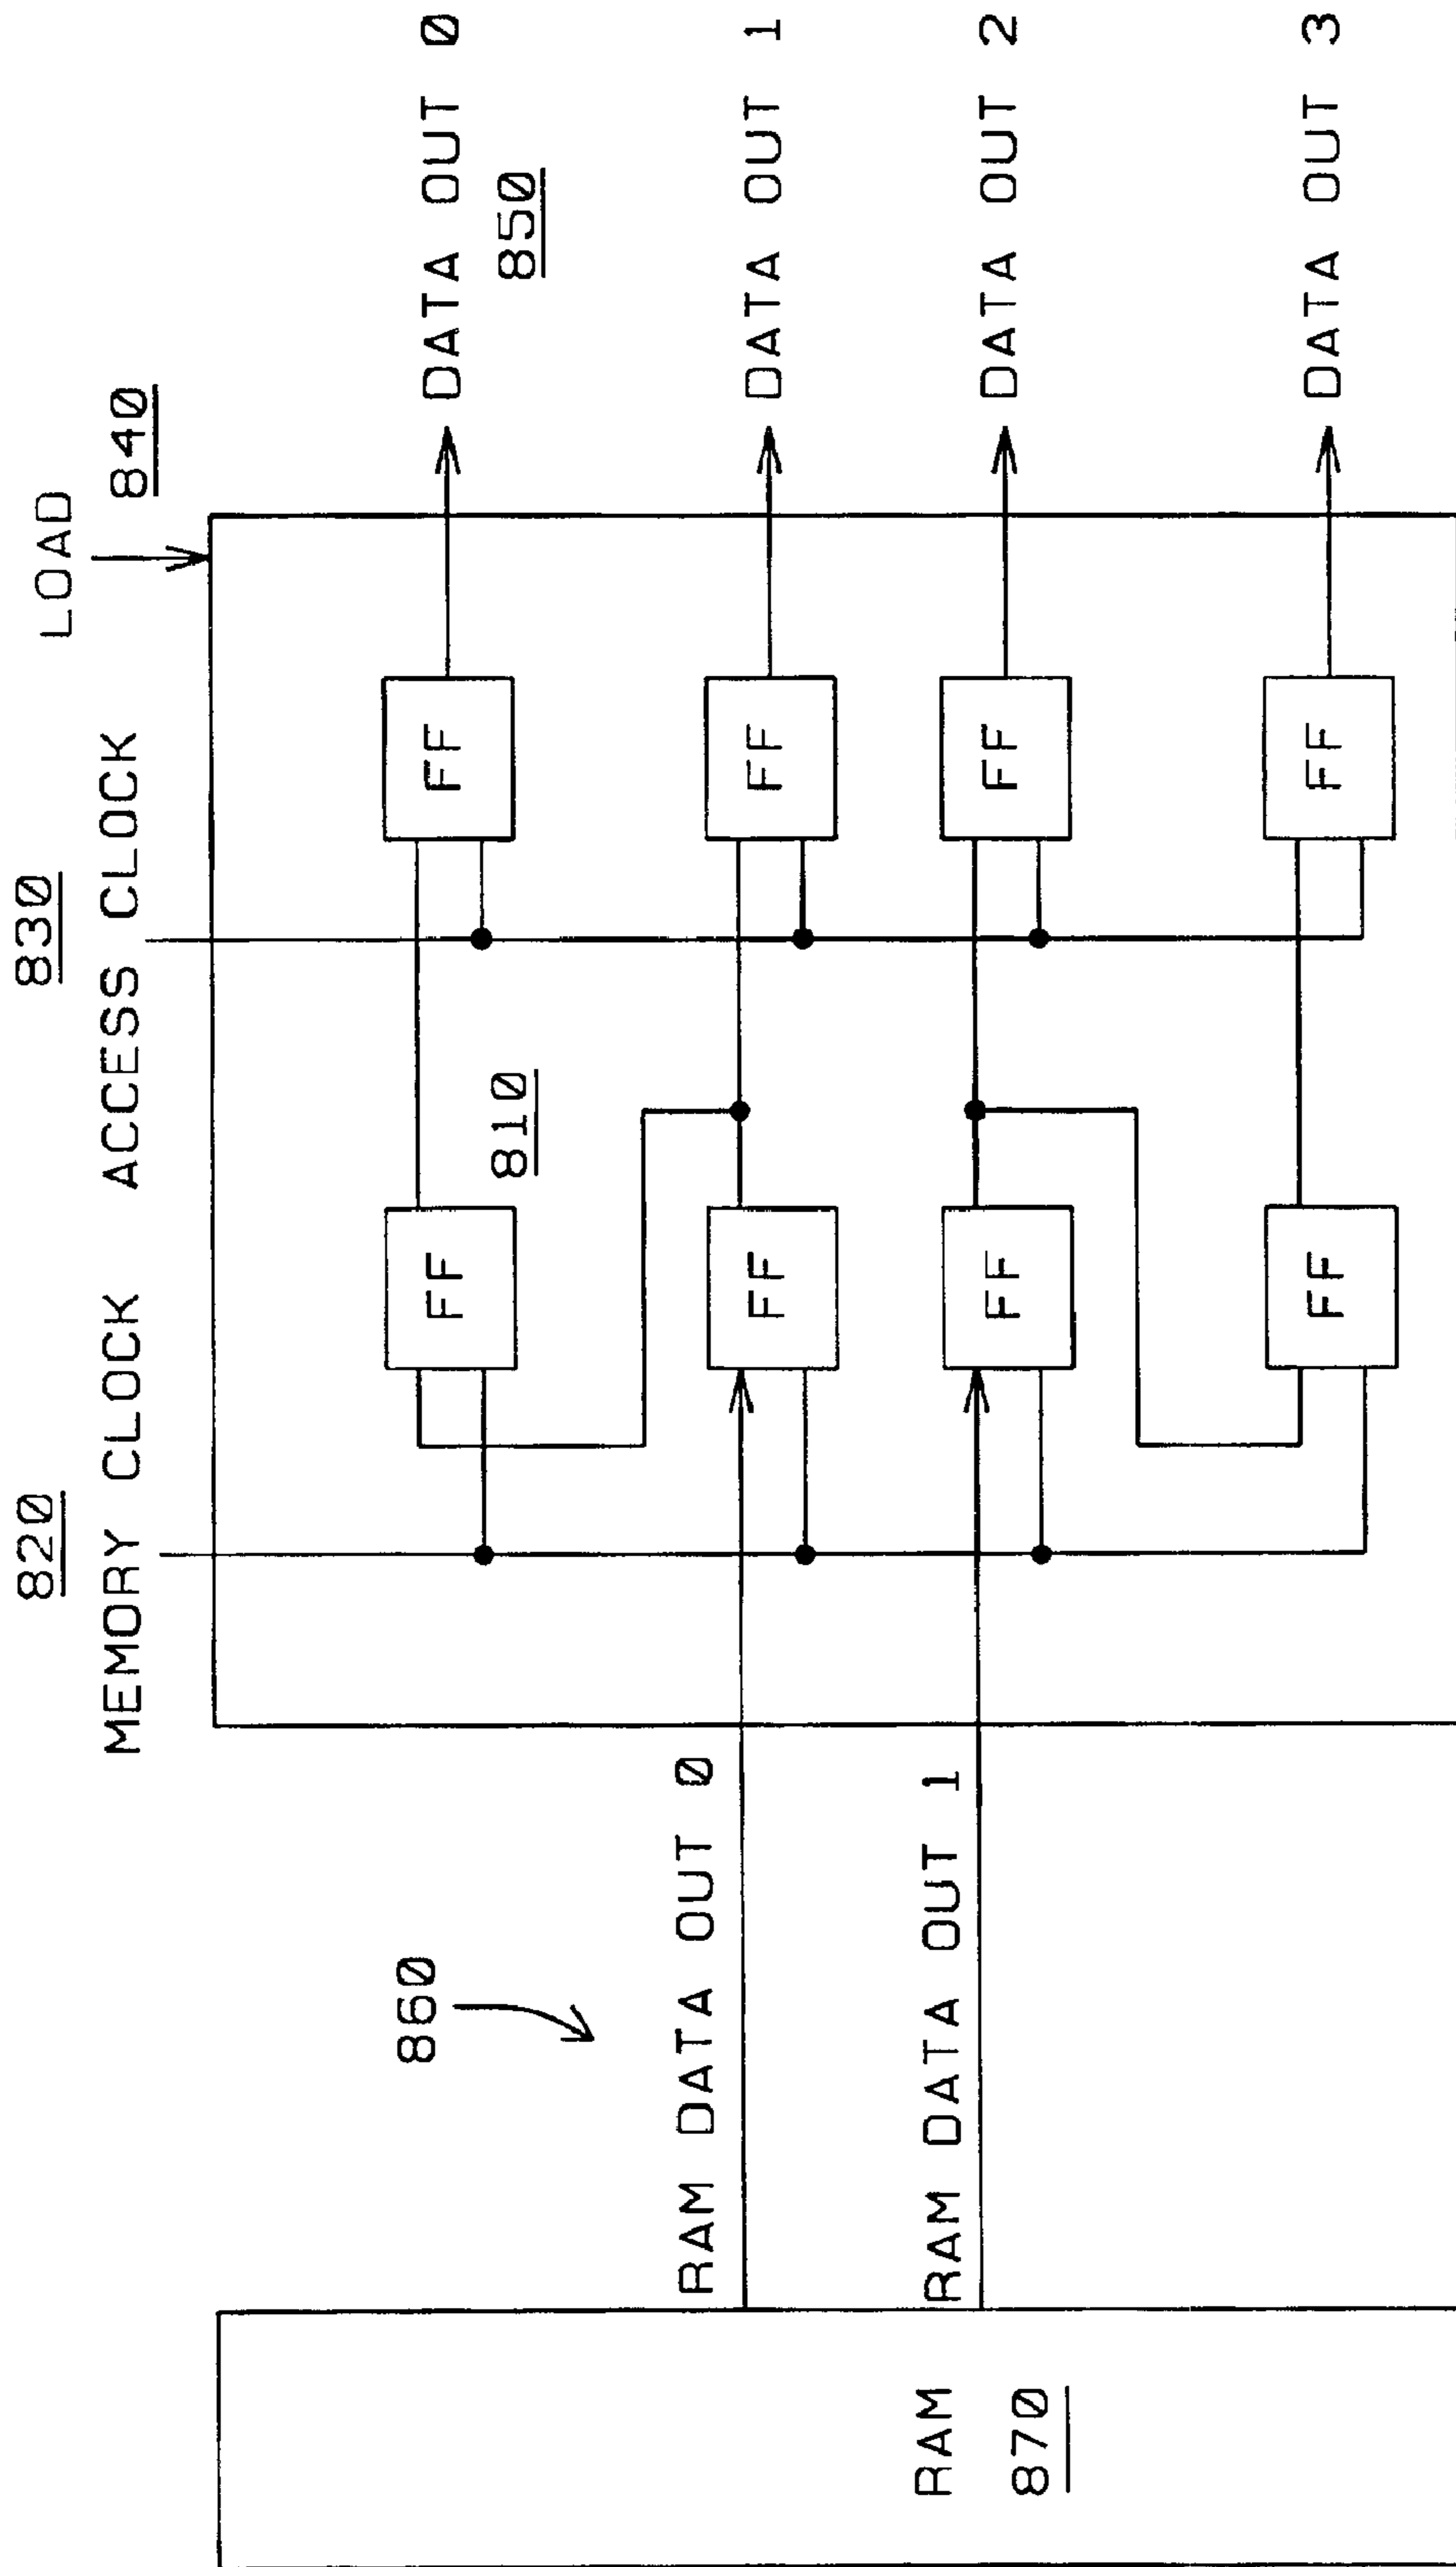 820
830
LOAD
840
MEMORY CLOCK
ACCESS CLOCK
860
FF
810
FF
DATA OUT 0
850
RAM DATA OUT 0
FF
FF
DATA OUT 1
RAM
870
RAM DATA OUT 1
FF
FF
DATA OUT 2
FF
FF
DATA OUT 3